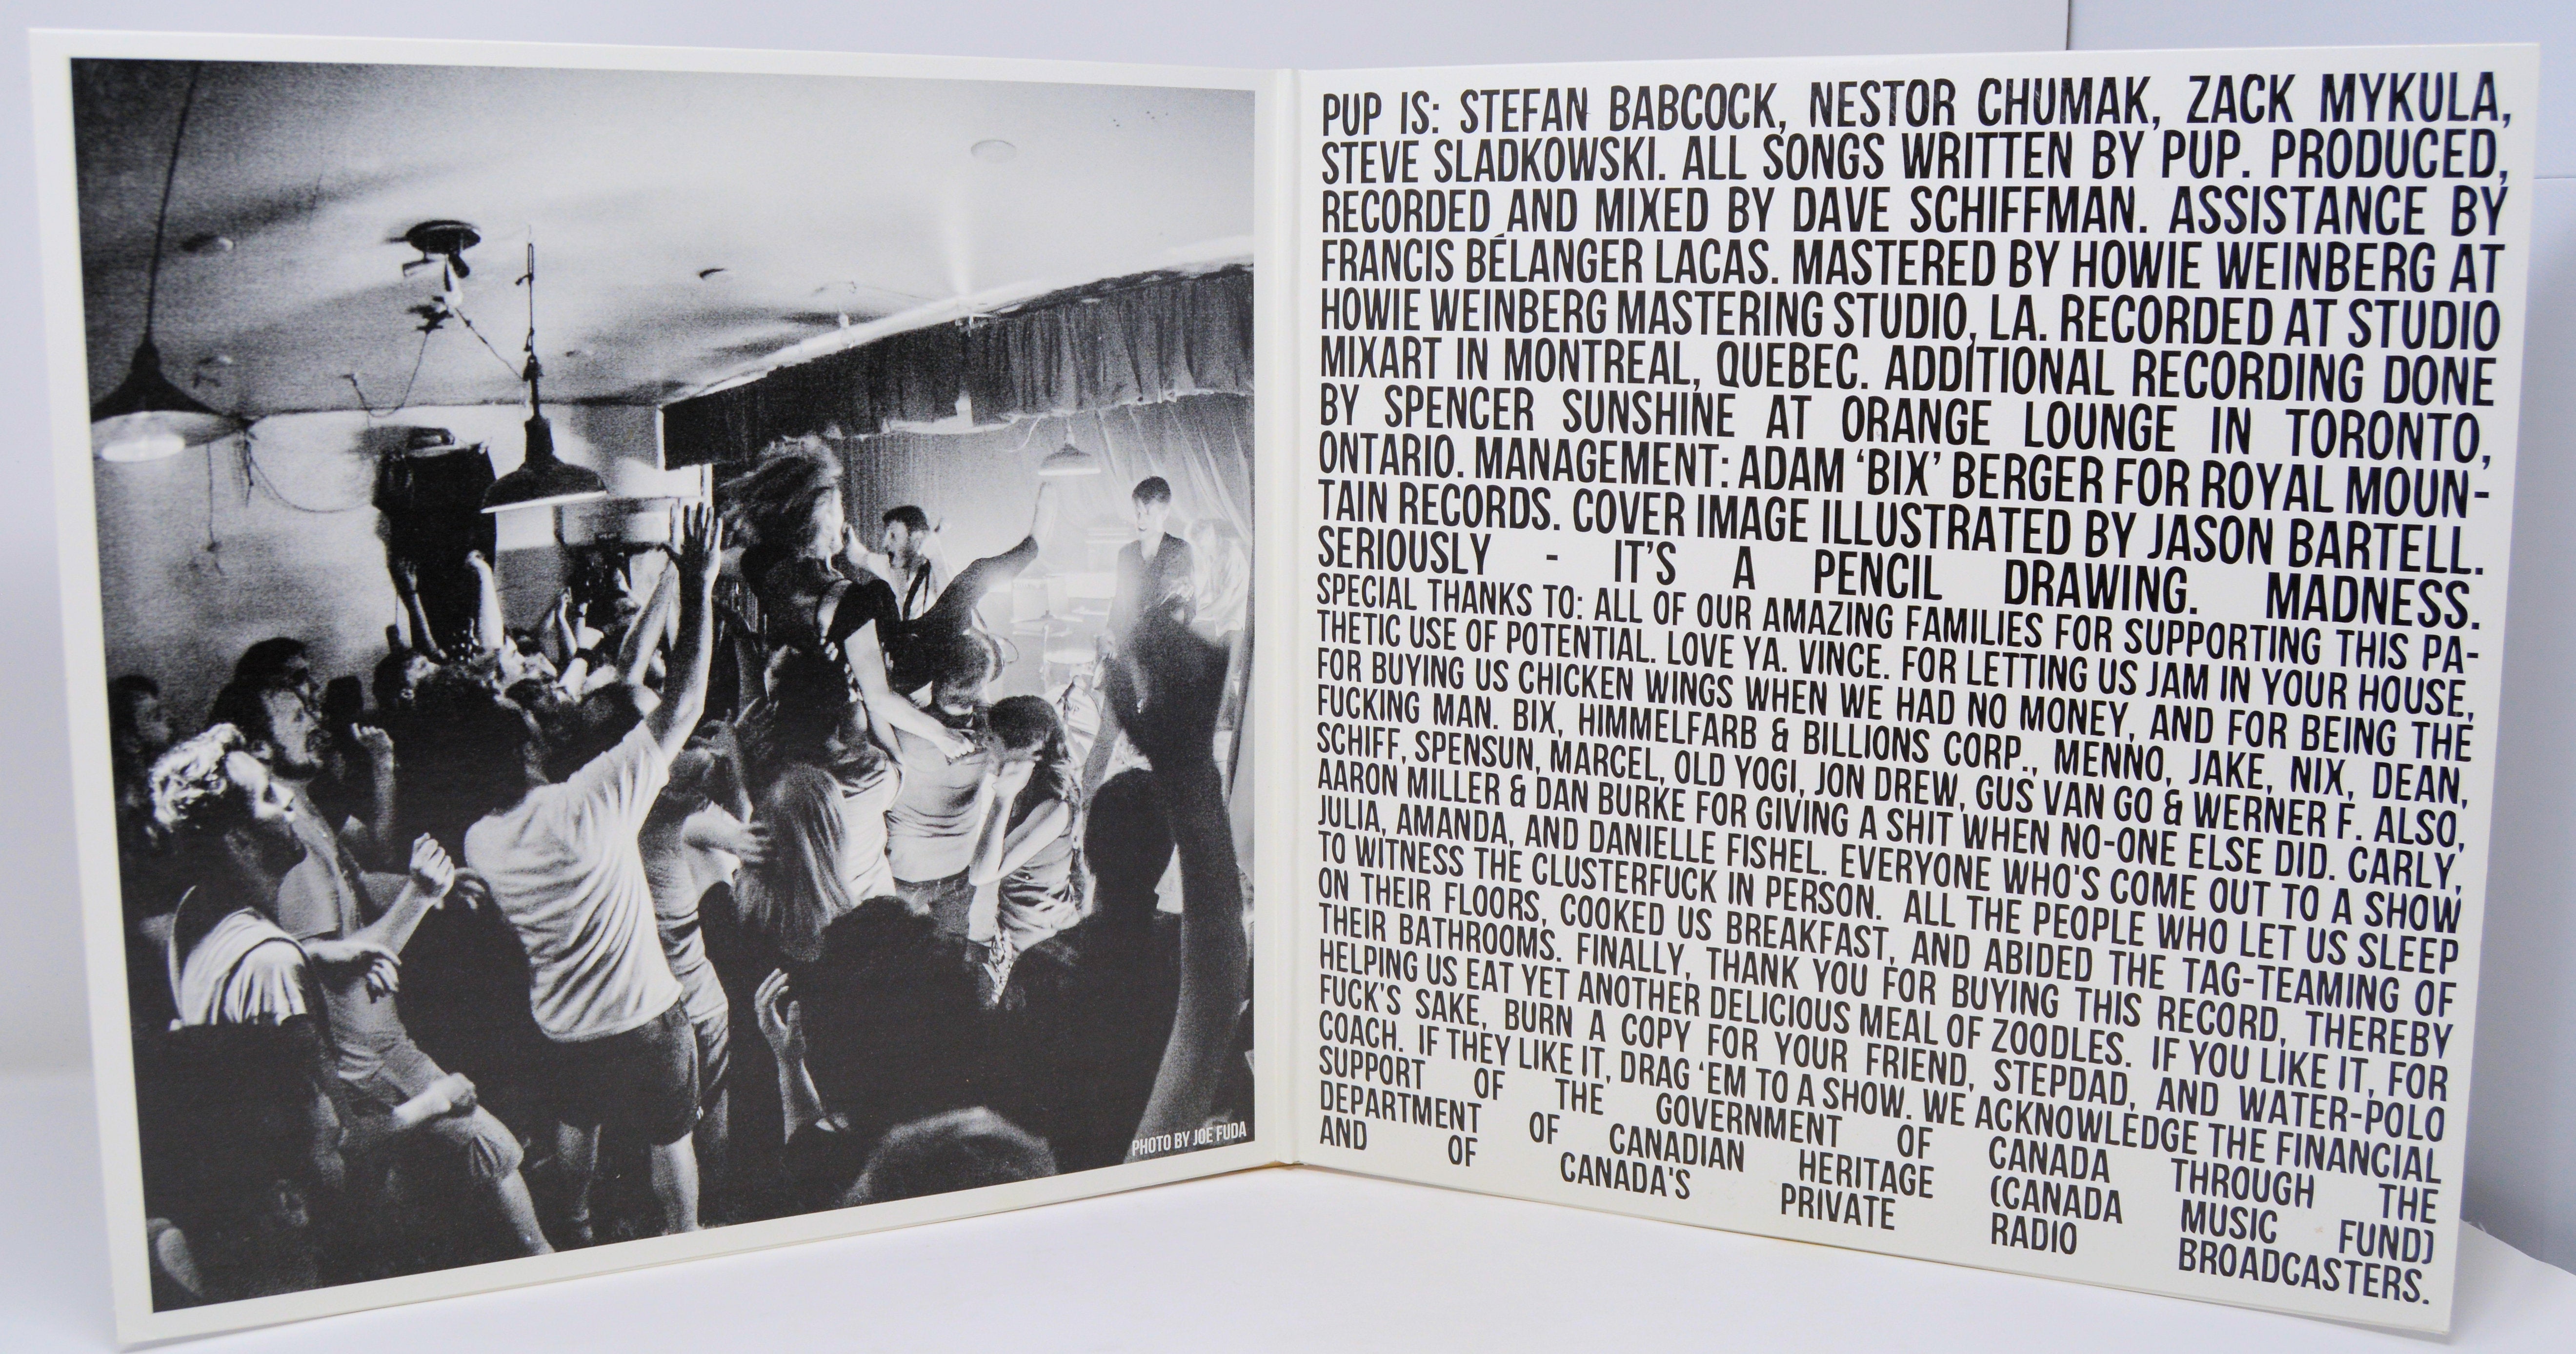 PHOTO BY JOE FUDA
PUP IS: STEFAN BABCOCK, NESTOR CHUMAK, ZACK MYKULA,
STEVE SLADKOWSKI. ALL SONGS WRITTEN BY PUP. PRODUCED,
RECORDED AND MIXED BY DAVE SCHIFFMAN. ASSISTANCE BY
FRANCIS BÉLANGER LACAS. MASTERED BY HOWIE WEINBERG AT
HOWIE WEINBERG MASTERING STUDIO, LA. RECORDED AT STUDIO
MIXART IN MONTREAL, QUEBEC. ADDITIONAL RECORDING DONE
BY SPENCER SUNSHINE AT ORANGE LOUNGE IN TORONTO,
ONTARIO. MANAGEMENT: ADAM ‘BIX’ BERGER FOR ROYAL MOUN-
TAIN RECORDS. COVER IMAGE ILLUSTRATED BY JASON BARTELL.
SERIOUSLY - IT'S A PENCIL DRAWING. MADNESS.
SPECIAL THANKS TO: ALL OF OUR AMAZING FAMILIES FOR SUPPORTING THIS PA-
THETIC USE OF POTENTIAL. LOVE YA. VINCE. FOR LETTING US JAM IN YOUR HOUSE,
FOR BUYING US CHICKEN WINGS WHEN WE HAD NO MONEY, AND FOR BEING THE
FUCKING MAN. BIX, HIMMELFARB & BILLIONS CORP., MENNO, JAKE, NIX, DEAN,
SCHIFF, SPENSUN, MARCEL, OLD YOGI, JON DREW, GUS VAN GO & WERNER F. ALSO,
AARON MILLER & DAN BURKE FOR GIVING A SHIT WHEN NO-ONE ELSE DID. CARLY,
JULIA, AMANDA, AND DANIELLE FISHEL. EVERYONE WHO'S COME OUT TO A SHOW
TO WITNESS THE CLUSTERFUCK IN PERSON. ALL THE PEOPLE WHO LET US SLEEP
ON THEIR FLOORS, COOKED US BREAKFAST, AND ABIDED THE TAG-TEAMING OF
THEIR BATHROOMS. FINALLY, THANK YOU FOR BUYING THIS RECORD, THEREBY
HELPING US EAT YET ANOTHER DELICIOUS MEAL OF ZOODLES. IF YOU LIKE IT, FOR
FUCK'S SAKE, BURN A COPY FOR YOUR FRIEND, STEPDAD, AND WATER-POLO
COACH. IF THEY LIKE IT, DRAG ‘EM TO A SHOW. WE ACKNOWLEDGE THE FINANCIAL
SUPPORT OF THE GOVERNMENT OF CANADA THROUGH THE
DEPARTMENT OF CANADIAN HERITAGE (CANADA MUSIC FUND)
AND OF CANADA'S PRIVATE RADIO BROADCASTERS.